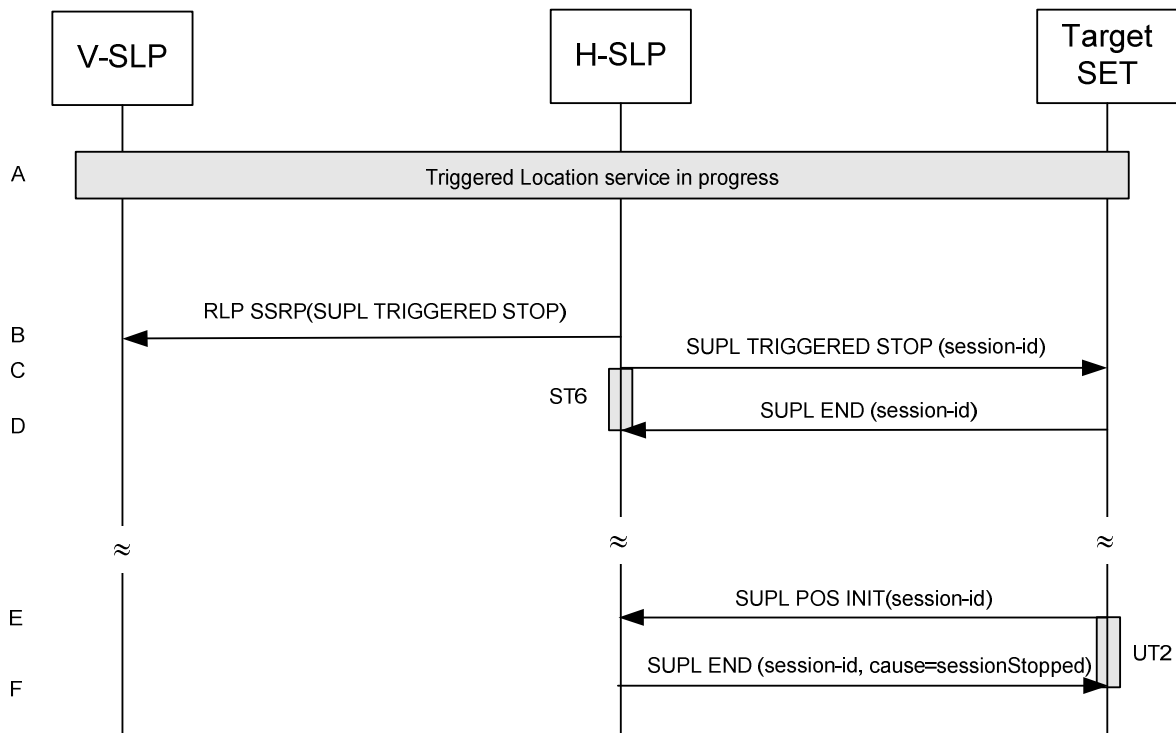 V-SLP
H-SLP
Target
SET
A
Triggered Location service in progress
RLP SSRP(SUPL TRIGGERED STOP)
B
SUPL TRIGGERED STOP (session-id)
C
ST6
SUPL END (session-id)
D
≈ ≈ ≈
SUPL POS INIT(session-id)
E
UT2
SUPL END (session-id, cause=sessionStopped)
F